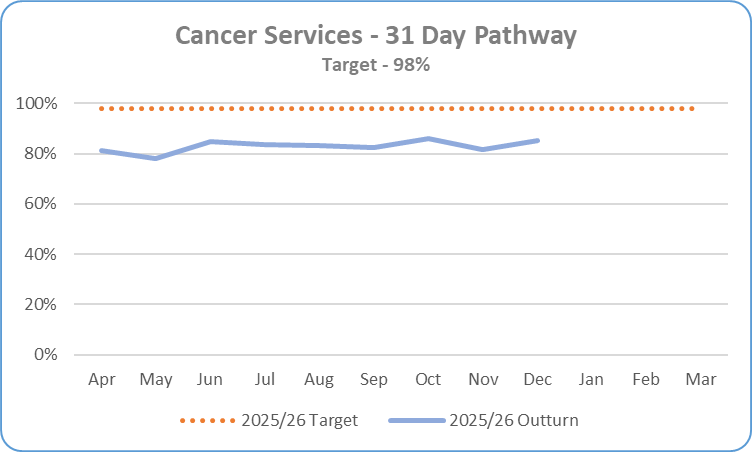 Cancer Services - 31 Day Pathway
Target - 98%
100%
80%
60%
40%
20%
0%
Apr May Jun Jul Aug Sep Oct Nov Dec Jan Feb Mar
2025/26 Target 2025/26 Outturn